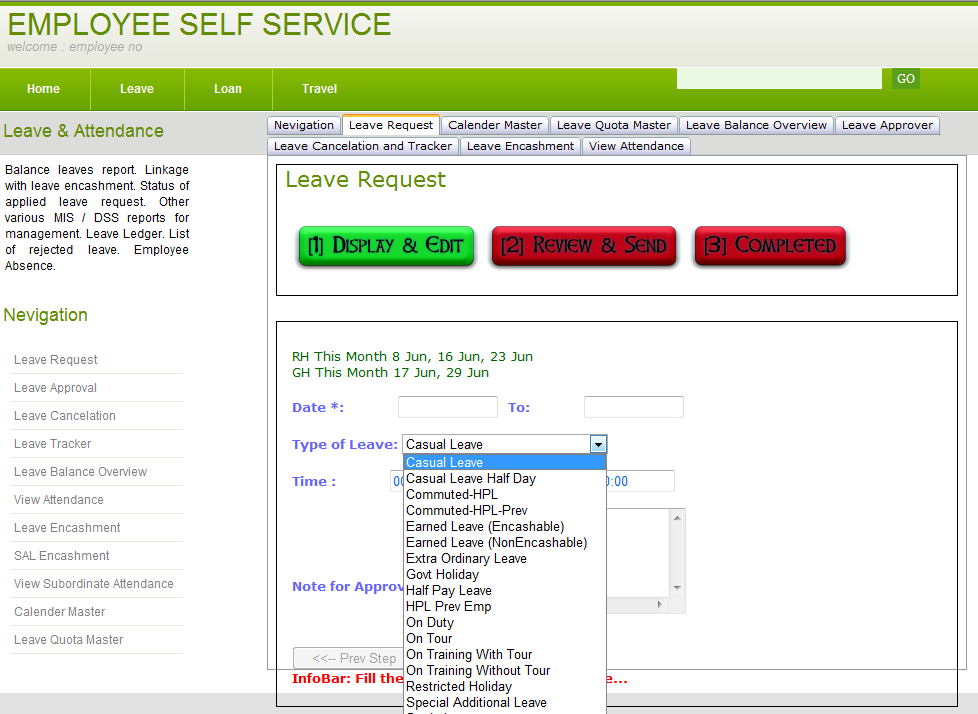 EMPLOYEE SELF SERVICE
welcome : employee no
Home
Leave
Loan
Travel
GO
Leave & Attendance
Balance leaves report. Linkage
with leave encashment. Status of
applied leave request. Other
various MIS / DSS reports for
management. Leave Ledger. List
of rejected leave. Employee
Absence.
Nevigation
Leave Request
Leave Approval
Leave Cancelation
Leave Tracker
Leave Balance Overview
View Attendance
Leave Encashment
SAL Encashment
View Subordinate Attendance
Calender Master
Leave Quota Master
Nevigation
Leave Request
Calender Master
Leave Quota Master
Leave Balance Overview
Leave Approver
Leave Cancelation and Tracker
Leave Encashment
View Attendance
Leave Request
[1] Display & Edit
[2] Review & Send
[3] Completed
RH This Month 8 Jun, 16 Jun, 23 Jun
GH This Month 17 Jun, 29 Jun
Date *:
To:
Type of Leave:
Casual Leave
Casual Leave
Casual Leave Half Day
Commuted-HPL
Commuted-HPL-Prev
Earned Leave (Encashable)
Earned Leave (NonEncashable)
Extra Ordinary Leave
Govt Holiday
Half Pay Leave
HPL Prev Emp
On Duty
On Tour
On Training With Tour
On Training Without Tour
Restricted Holiday
Special Additional Leave
Time :
:00
Note for Approv
<<-- Prev Step
InfoBar: Fill the
e...